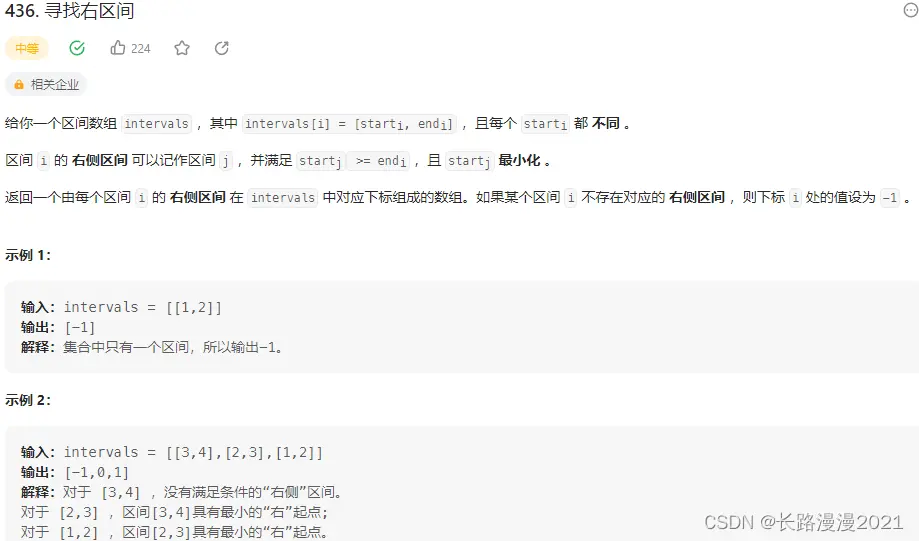 436. 寻找右区间
中等 224
相关企业
给你一个区间数组 intervals ，其中 intervals[i] = [starti, endi] ，且每个 starti 都 不同 。
区间 i 的 右侧区间 可以记作区间 j ，并满足 startj >= endi ，且 startj 最小化 。
返回一个由每个区间 i 的 右侧区间 在 intervals 中对应下标组成的数组。如果某个区间 i 不存在对应的 右侧区间 ，则下标 i 处的值设为 -1 。
示例 1：
输入：intervals = [[1,2]]
输出：[-1]
解释：集合中只有一个区间，所以输出-1。
示例 2：
输入：intervals = [[3,4],[2,3],[1,2]]
输出：[-1,0,1]
解释：对于 [3,4] ，没有满足条件的“右侧”区间。
对于 [2,3] ，区间[3,4]具有最小的“右”起点;
对于 [1,2] ，区间[2,3]具有最小的“右”起点。
CSDN @长路漫漫2021